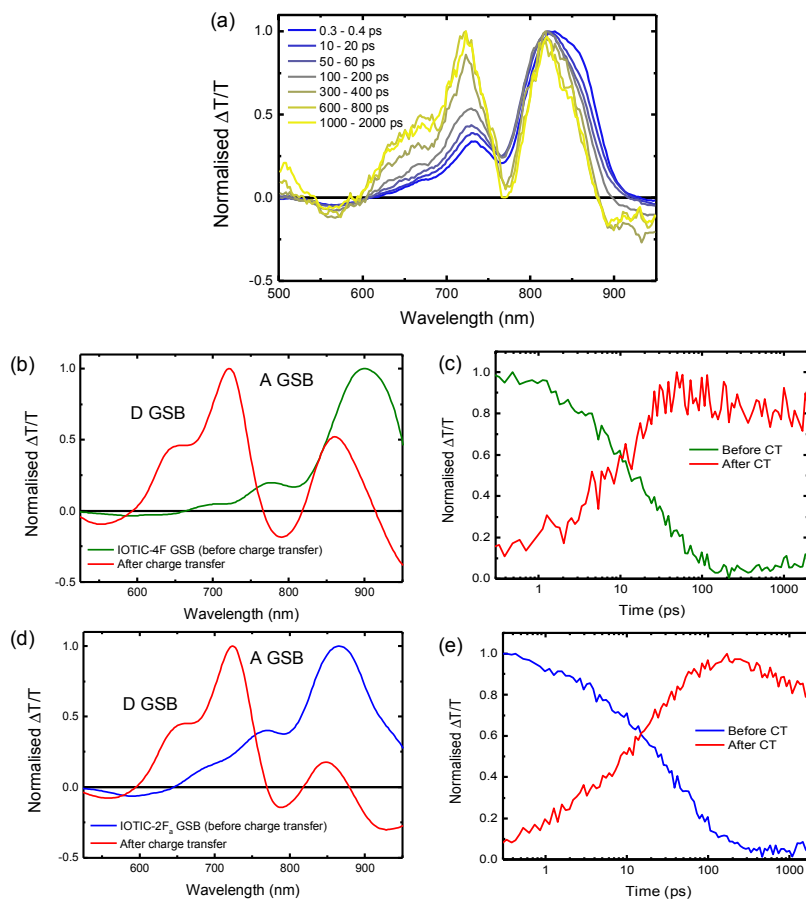 (a)
Normalised ΔT/T
1.0
0.5
0.0
-0.5
0.3 - 0.4 ps
10 - 20 ps
50 - 60 ps
100 - 200 ps
300 - 400 ps
600 - 800 ps
1000 - 2000 ps
500 600 700 800 900
Wavelength (nm)
(b)
Normalised ΔT/T
1.0
0.5
0.0
-0.5
D GSB
A GSB
IOTIC-4F GSB (before charge transfer)
After charge transfer
600 700 800 900
Wavelength (nm)
(c)
Normalised ΔT/T
1.0
0.8
0.6
0.4
0.2
0.0
Before CT
After CT
1 10 100 1000
Time (ps)
(d)
Normalised ΔT/T
1.0
0.5
0.0
-0.5
D GSB
A GSB
IOTIC-2Fa GSB (before charge transfer)
After charge transfer
600 700 800 900
Wavelength (nm)
(e)
Normalised ΔT/T
1.0
0.8
0.6
0.4
0.2
0.0
Before CT
After CT
1 10 100 1000
Time (ps)